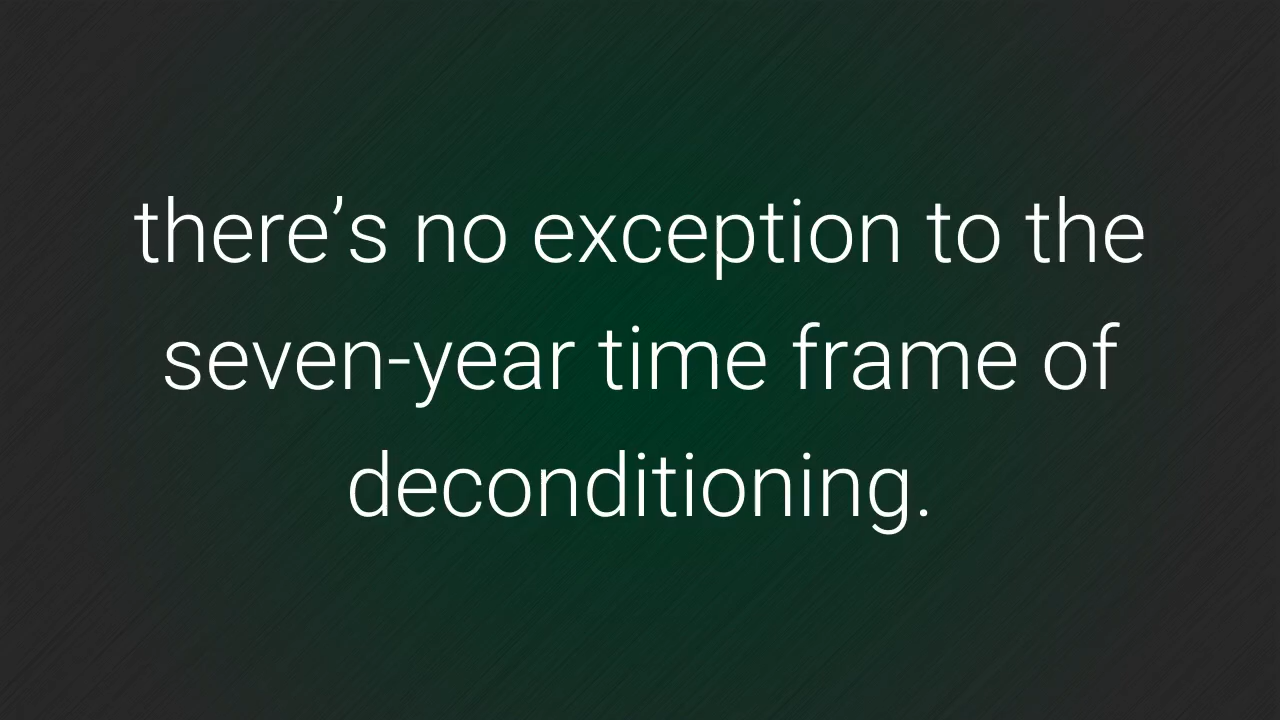 there’s no exception to the
seven-year time frame of
deconditioning.